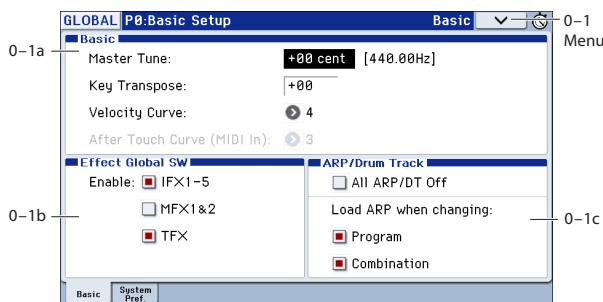 GLOBAL P0:Basic Setup Basic 0–1
Menu
Basic
0–1a
Master Tune: +00 cent [440.00Hz]
Key Transpose: +00
Velocity Curve: 4
After Touch Curve (MIDI In): 3
Effect Global SW
Enable: IFX1-5
MFX1&2
TFX
0–1b
ARP/Drum Track
All ARP/DT Off
Load ARP when changing:
Program
Combination
0–1c
Basic System Pref.